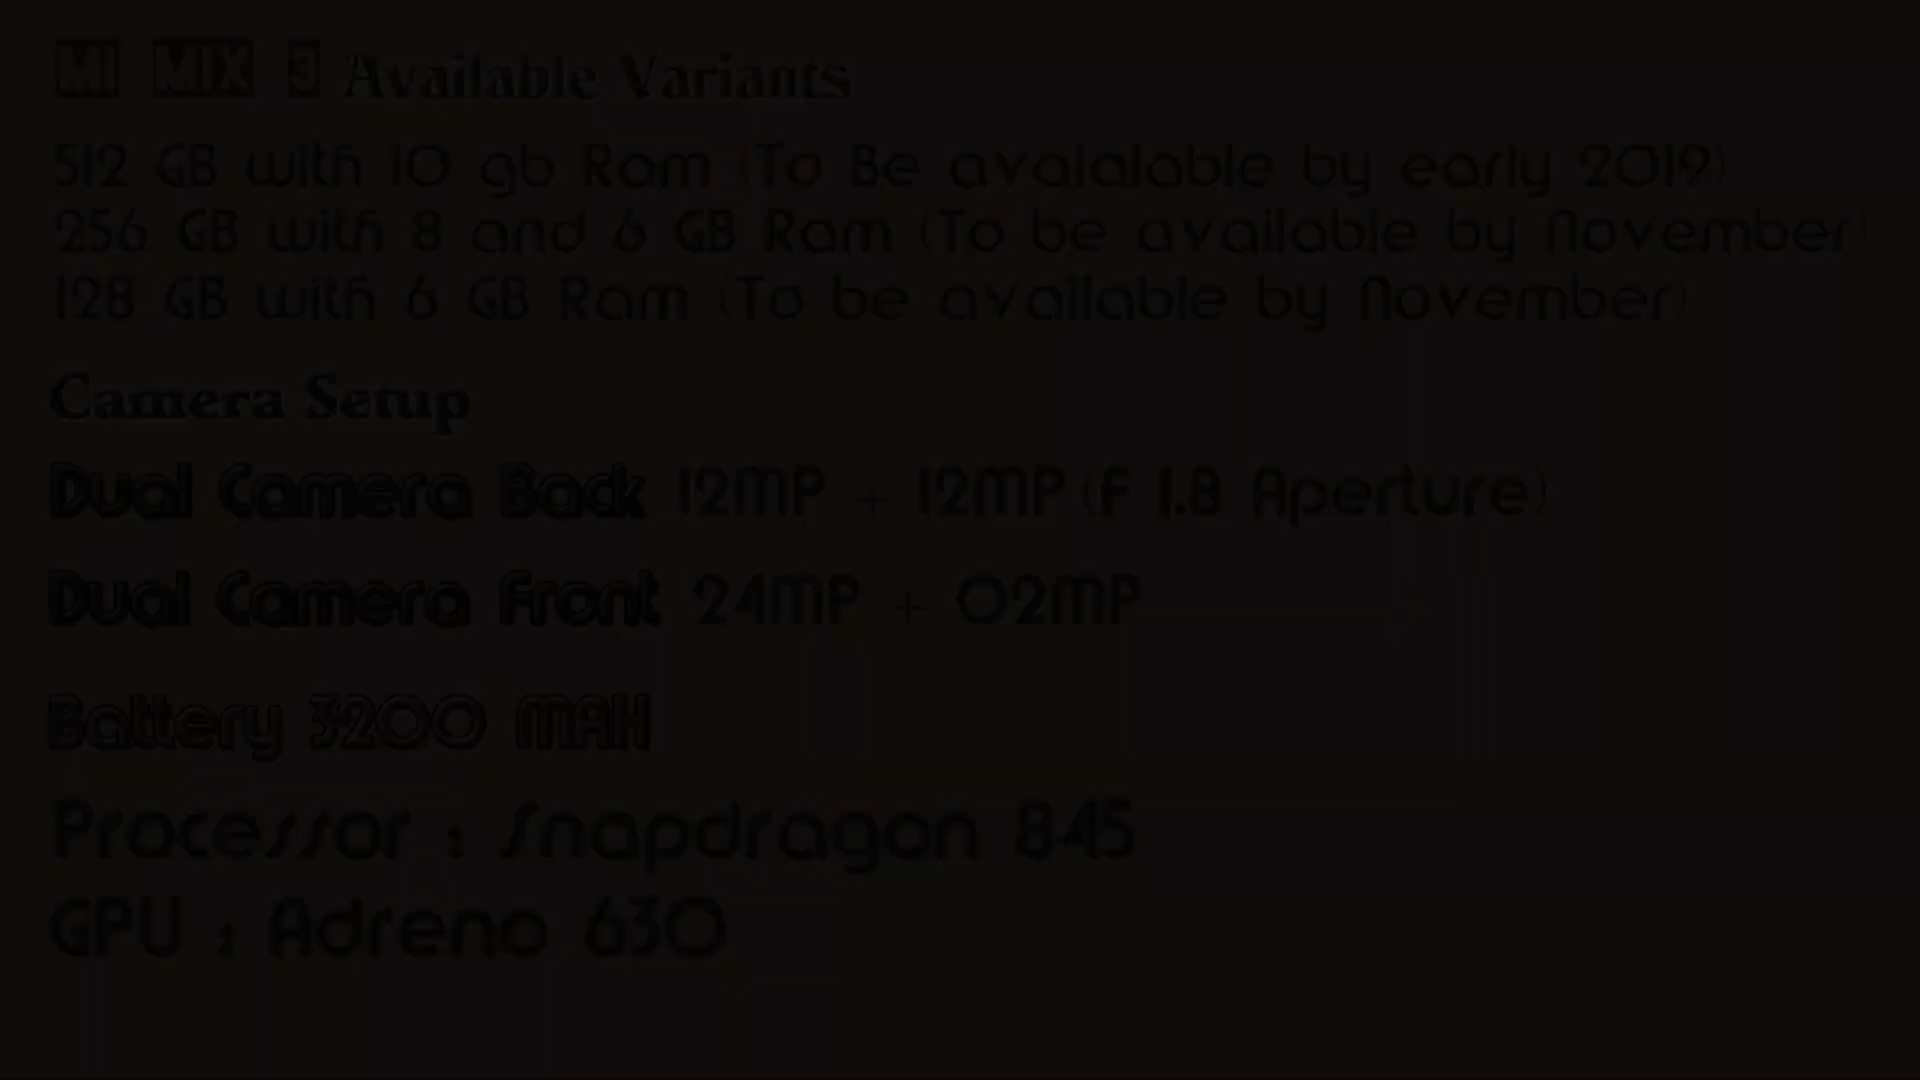 MI MIX 3 Available Variants
512 GB with 10 gb Ram (To Be avaialable by early 2019)
256 GB with 8 and 6 GB Ram (To be available by November)
128 GB with 6 GB Ram (To be available by November)
Camera Setup
Dual Camera Back 12MP + 12MP (F 1.8 Aperture)
Dual Camera Front 24MP + 02MP
Battery 3200 MAH
Processor : Snapdragon 845
GPU : Adreno 630